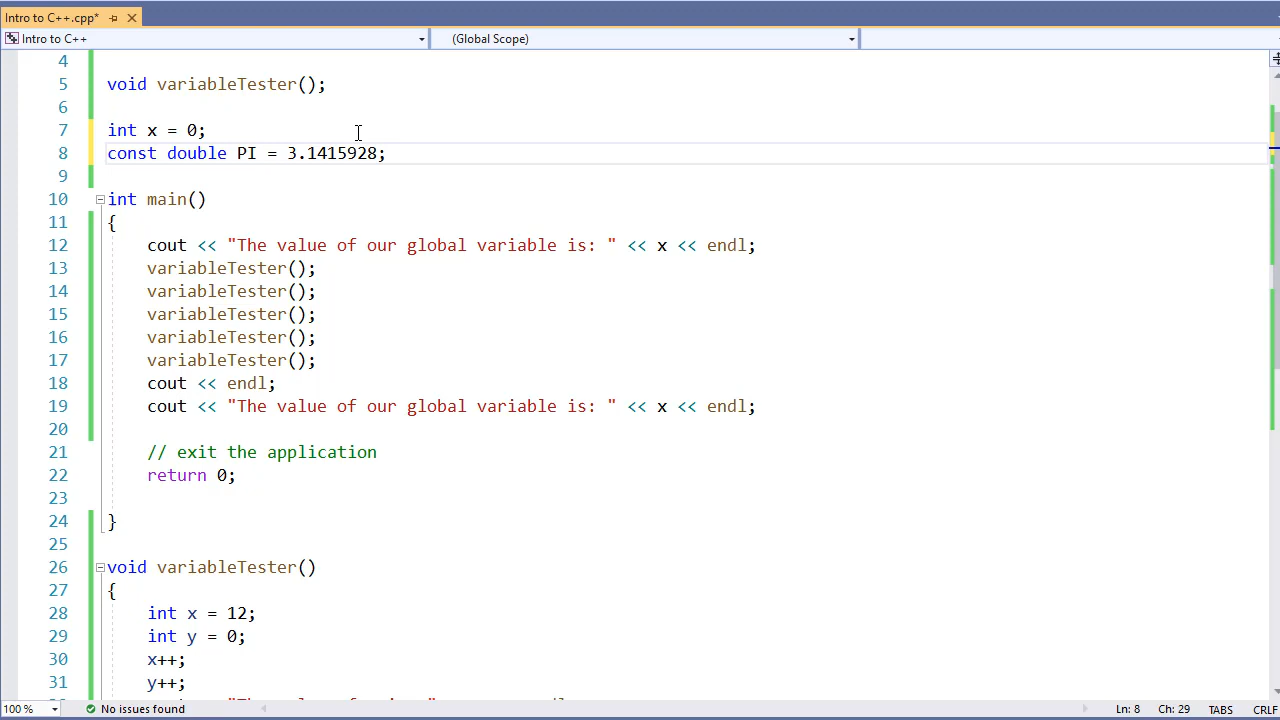 Intro to C++.cpp*
Intro to C++ (Global Scope)
4
5 void variableTester();
6
7 int x = 0;
8 const double PI = 3.1415928;
9
10 int main()
11 {
12 cout << "The value of our global variable is: " << x << endl;
13 variableTester();
14 variableTester();
15 variableTester();
16 variableTester();
17 variableTester();
18 cout << endl;
19 cout << "The value of our global variable is: " << x << endl;
20
21 // exit the application
22 return 0;
23
24 }
25
26 void variableTester()
27 {
28 int x = 12;
29 int y = 0;
30 x++;
31 y++;
100 % No issues found Ln: 8 Ch: 29 TABS CRLF